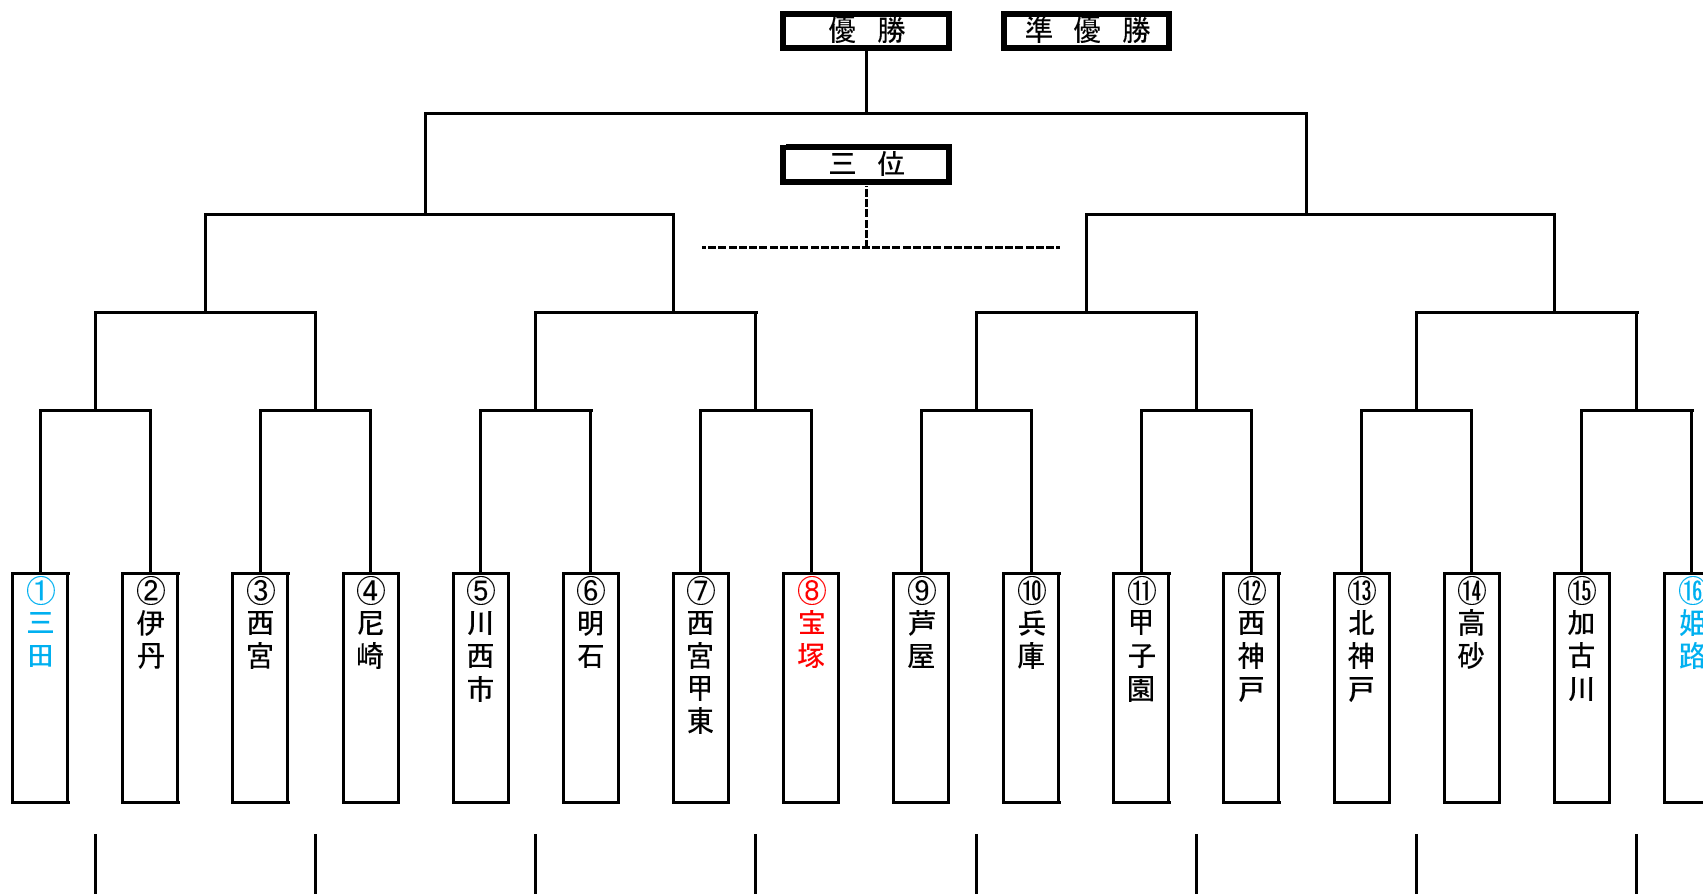 優勝
準優勝
三位
①三田
②伊丹
③西宮
④尼崎
⑤川西市
⑥明石
⑦西宮甲東
⑧宝塚
⑨芦屋
⑩兵庫
⑪甲子園
⑫西神戸
⑬北神戸
⑭高砂
⑮加古川
⑯姫路